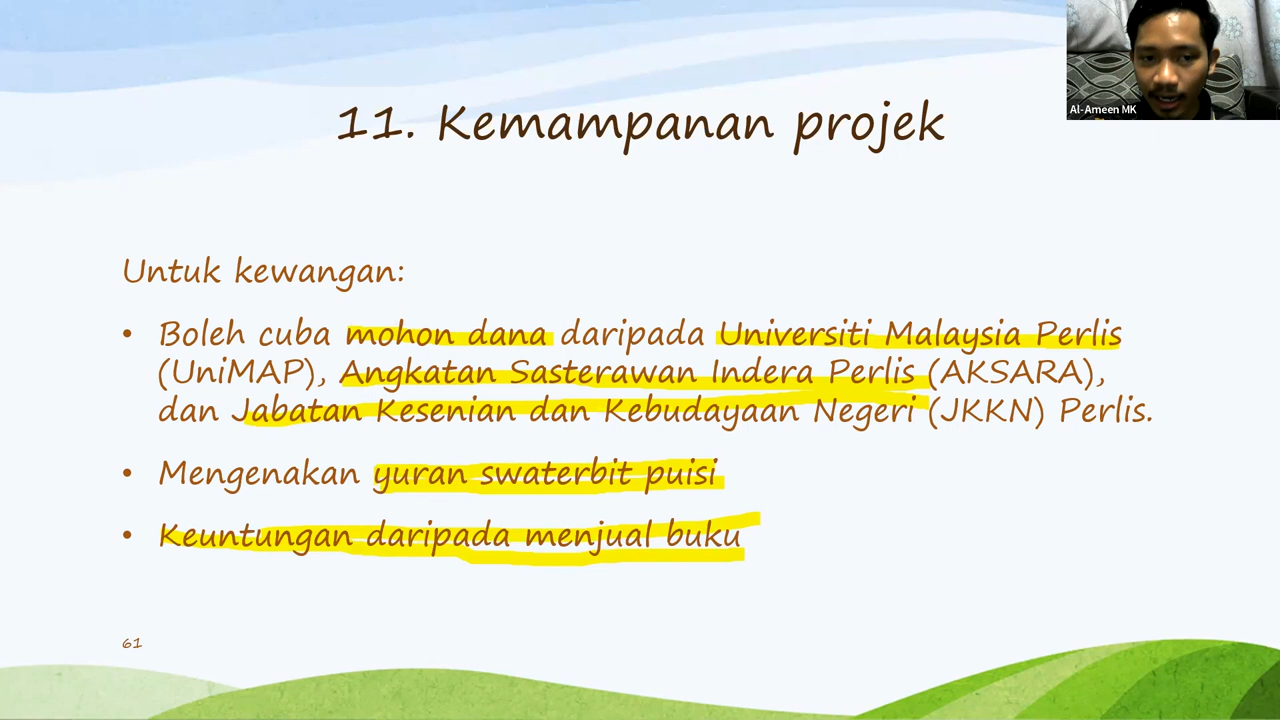 Al-Ameen MK
11. Kemampanan projek
Untuk kewangan:
• Boleh cuba mohon dana daripada Universiti Malaysia Perlis
(UniMAP), Angkatan Sasterawan Indera Perlis (AKSARA),
dan Jabatan Kesenian dan Kebudayaan Negeri (JKKN) Perlis.
• Mengenakan yuran swaterbit puisi
• Keuntungan daripada menjual buku
61